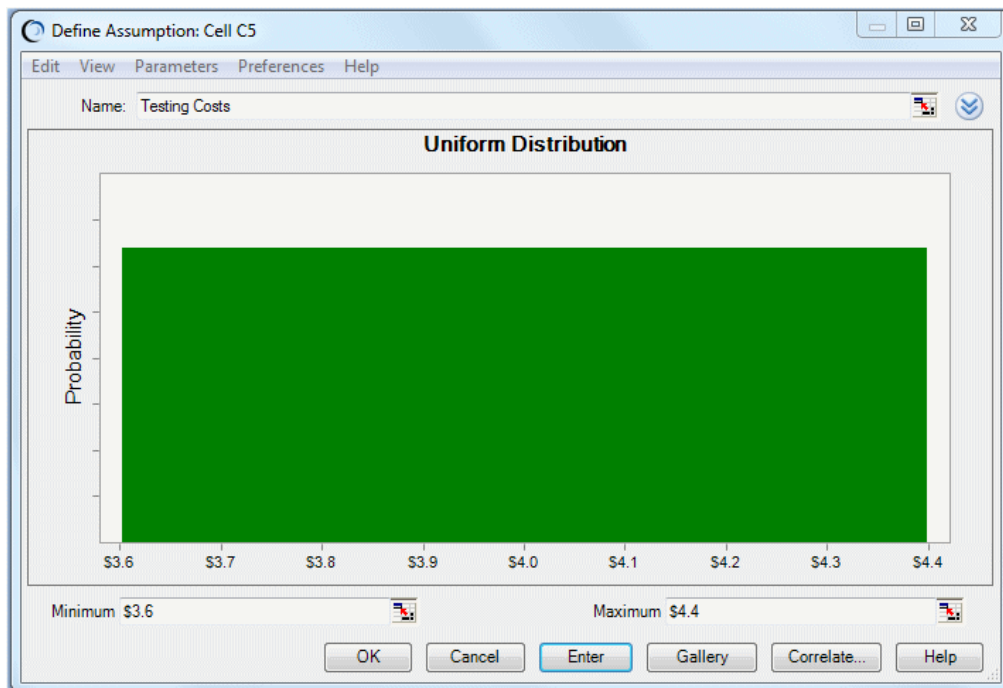 Define Assumption: Cell C5
Edit View Parameters Preferences Help
Name: Testing Costs
Uniform Distribution
Probability
$3.6 $3.7 $3.8 $3.9 $4.0 $4.1 $4.2 $4.3 $4.4
Minimum $3.6 Maximum $4.4
OK Cancel Enter Gallery Correlate... Help